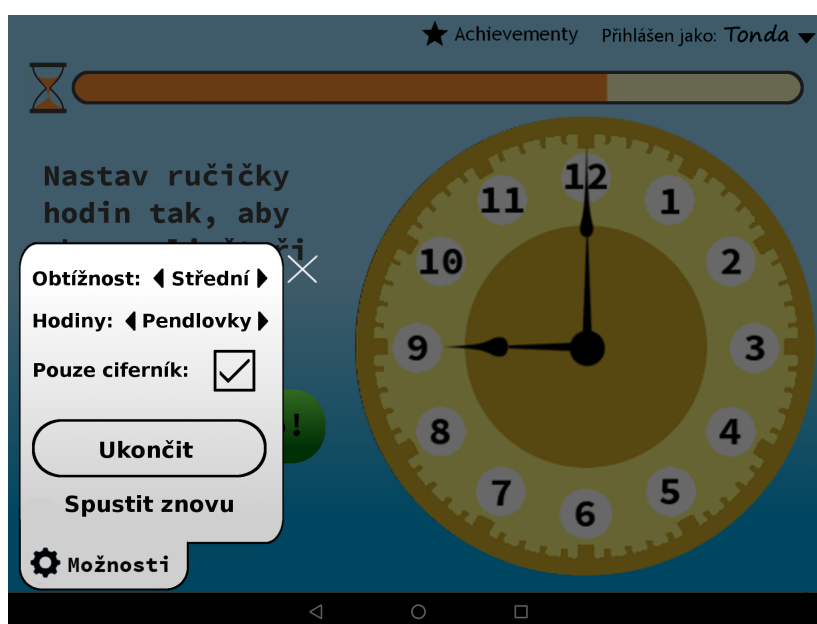 Achievementy Přihlášen jako: Tonda
Nastav ručičky
hodin tak, aby
Obtížnost: Střední
Hodiny: Pendlovky
Pouze ciferník:
!
Ukončit
Spustit znovu
Možnosti
12
1
2
3
4
5
6
7
8
9
10
11